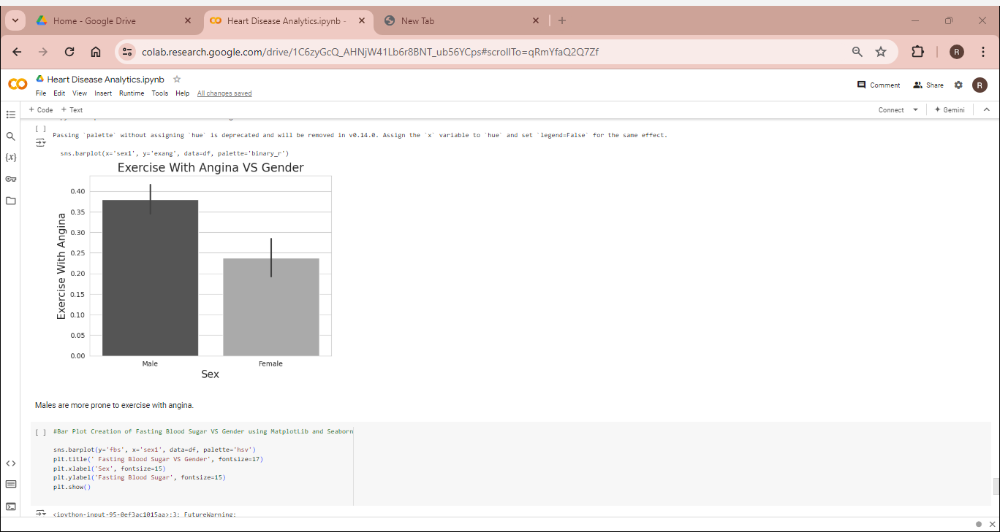 Home - Google Drive
Heart Disease Analytics.ipynb -
New Tab
colab.research.google.com/drive/1C6zyGcQ_AHNjW41Lb6r8BNT_ub56YCps#scrollTo=qRmYfaQ2Q7Zf
R
Heart Disease Analytics.ipynb
File Edit View Insert Runtime Tools Help All changes saved
Comment
Share
R
+ Code + Text
Connect
Gemini
[ ]
Passing `palette` without assigning `hue` is deprecated and will be removed in v0.14.0. Assign the `x` variable to `hue` and set `legend=False` for the same effect.
sns.barplot(x='sex1', y='exang', data=df, palette='binary_r')
Exercise With Angina VS Gender
Exercise With Angina
0.40
0.35
0.30
0.25
0.20
0.15
0.10
0.05
0.00
Male Female
Sex
Males are more prone to exercise with angina.
[ ] #Bar Plot Creation of Fasting Blood Sugar VS Gender using MatplotLib and Seaborn
sns.barplot(y='fbs', x='sex1', data=df, palette='hsv')
plt.title(' Fasting Blood Sugar VS Gender', fontsize=17)
plt.xlabel('Sex', fontsize=15)
plt.ylabel('Fasting Blood Sugar', fontsize=15)
plt.show()
<ipython-input-95-0ef3ac1015aa>:3: FutureWarning:
{x}